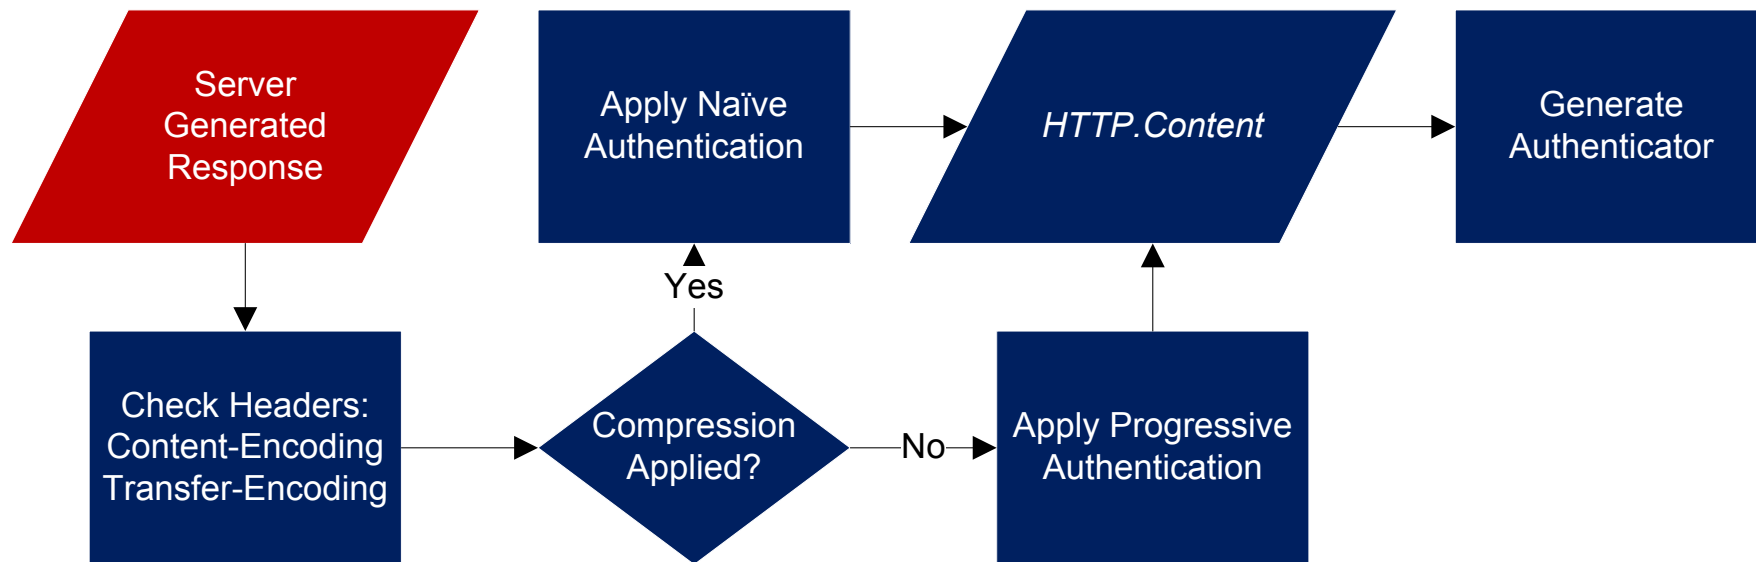 Server
Generated
Response
Apply Naïve
Authentication
HTTP.Content
Generate
Authenticator
Yes
Check Headers:
Content-Encoding
Transfer-Encoding
Compression
Applied?
No
Apply Progressive
Authentication